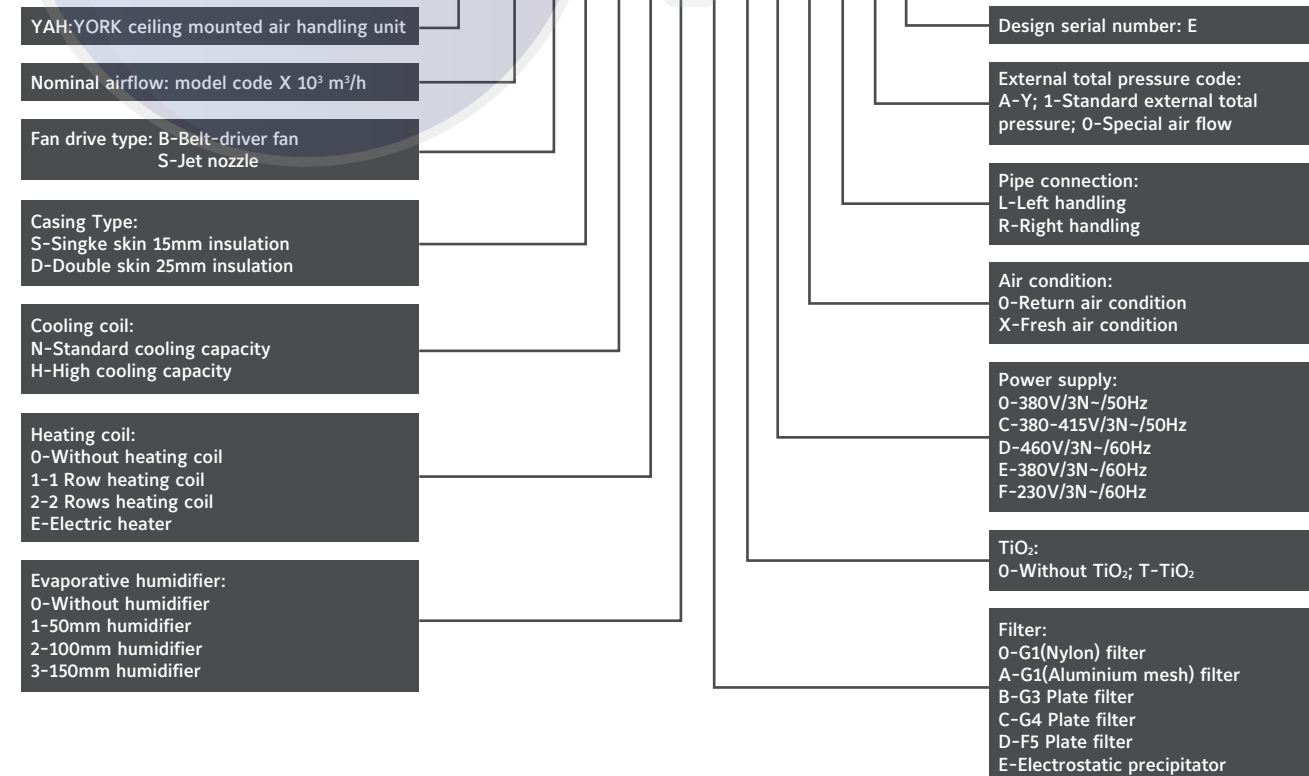 YAH:YORK ceiling mounted air handling unit
Nominal airflow: model code X 10³ m³/h
Fan drive type: B-Belt-driver fan
S-Jet nozzle
Casing Type:
S-Singke skin 15mm insulation
D-Double skin 25mm insulation
Cooling coil:
N-Standard cooling capacity
H-High cooling capacity
Heating coil:
0-Without heating coil
1-1 Row heating coil
2-2 Rows heating coil
E-Electric heater
Evaporative humidifier:
0-Without humidifier
1-50mm humidifier
2-100mm humidifier
3-150mm humidifier
Design serial number: E
External total pressure code:
A-Y; 1-Standard external total
pressure; 0-Special air flow
Pipe connection:
L-Left handling
R-Right handling
Air condition:
0-Return air condition
X-Fresh air condition
Power supply:
0-380V/3N~/50Hz
C-380-415V/3N~/50Hz
D-460V/3N~/60Hz
E-380V/3N~/60Hz
F-230V/3N~/60Hz
TiO₂:
0-Without TiO₂; T-TiO₂
Filter:
0-G1(Nylon) filter
A-G1(Aluminium mesh) filter
B-G3 Plate filter
C-G4 Plate filter
D-F5 Plate filter
E-Electrostatic precipitator